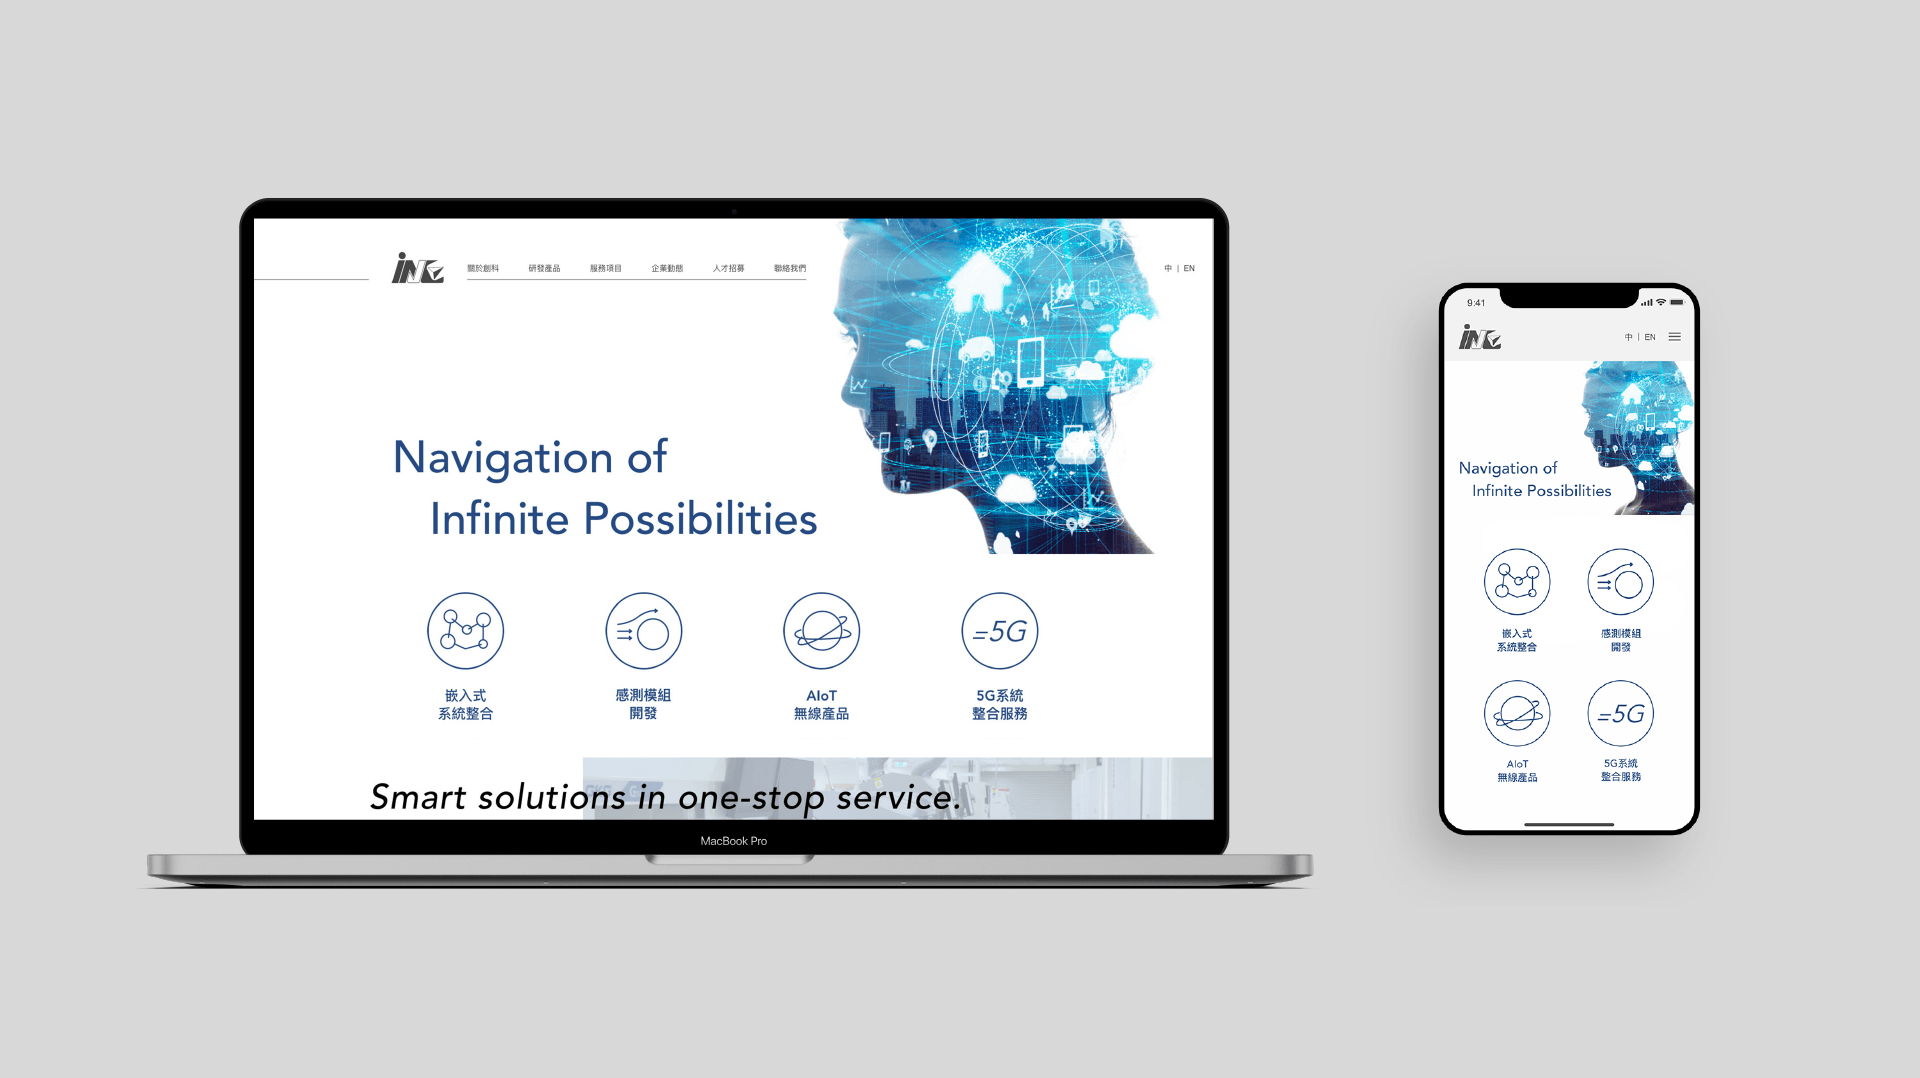 關於創科 研發產品 服務項目 企業動態 人才招募 聯絡我們
中 | EN
Navigation of
Infinite Possibilities
嵌入式
系統整合
感測模組
開發
AIoT
無線產品
=5G
5G系統
整合服務
Smart solutions in one-stop service.
MacBook Pro
9:41
中 | EN
Navigation of
Infinite Possibilities
嵌入式
系統整合
感測模組
開發
AIoT
無線產品
=5G
5G系統
整合服務